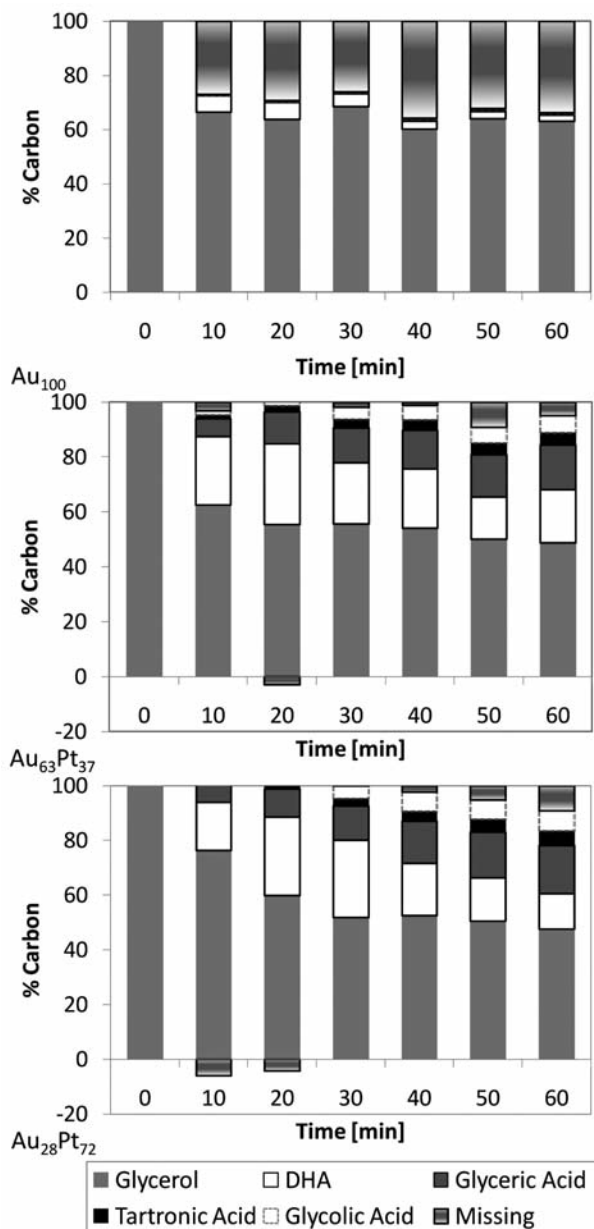 100
80
60
40
20
0
% Carbon
0 10 20 30 40 50 60
Time [min]
Au₁₀₀
100
80
60
40
20
0
-20
% Carbon
0 10 20 30 40 50 60
Time [min]
Au₆₃Pt₃₇
100
80
60
40
20
0
-20
% Carbon
0 10 20 30 40 50 60
Time [min]
Au₂₈Pt₇₂
Glycerol DHA Glyceric Acid
Tartronic Acid Glycolic Acid Missing